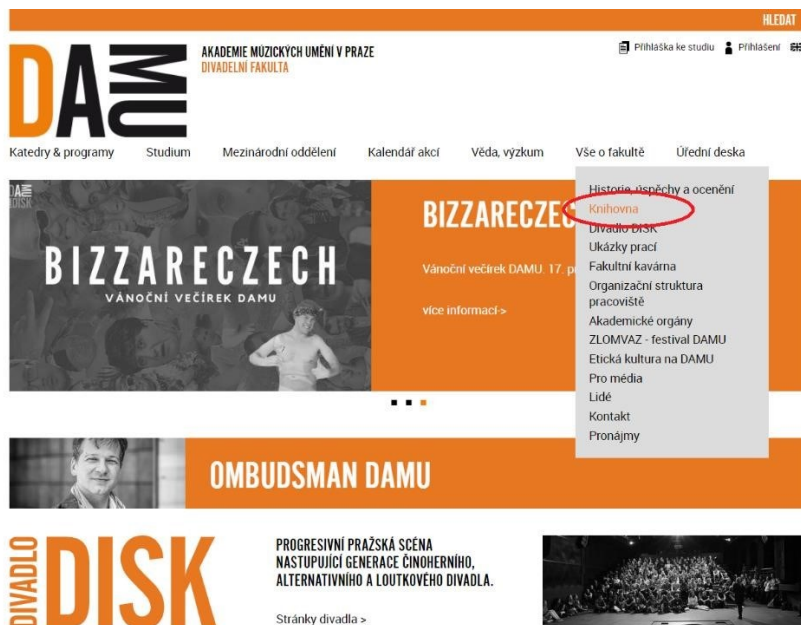 HLEDAT
DAMU
AKADEMIE MÚZICKÝCH UMĚNÍ V PRAZE
DIVADELNÍ FAKULTA
Přihláška ke studiu Přihlášení
Katedry & programy Studium Mezinárodní oddělení Kalendář akcí Věda, výzkum Vše o fakultě Úřední deska
Historie, úspěchy a ocenění
Knihovna
Divadlo DISK
Ukázky prací
Fakultní kavárna
Organizační struktura
pracoviště
Akademické orgány
ZLOMVAZ - festival DAMU
Etická kultura na DAMU
Pro média
Lidé
Kontakt
Pronájmy
DAMU
DISK
BIZZARECZECH
VÁNOČNÍ VEČÍREK DAMU
BIZZARECZEC
Vánoční večírek DAMU. 17. p
více informací->
OMBUDSMAN DAMU
DIVADLO
DISK
PROGRESIVNÍ PRAŽSKÁ SCÉNA
NASTUPUJÍCÍ GENERACE ČINOHERNÍHO,
ALTERNATIVNÍHO A LOUTKOVÉHO DIVADLA.
Stránky divadla >